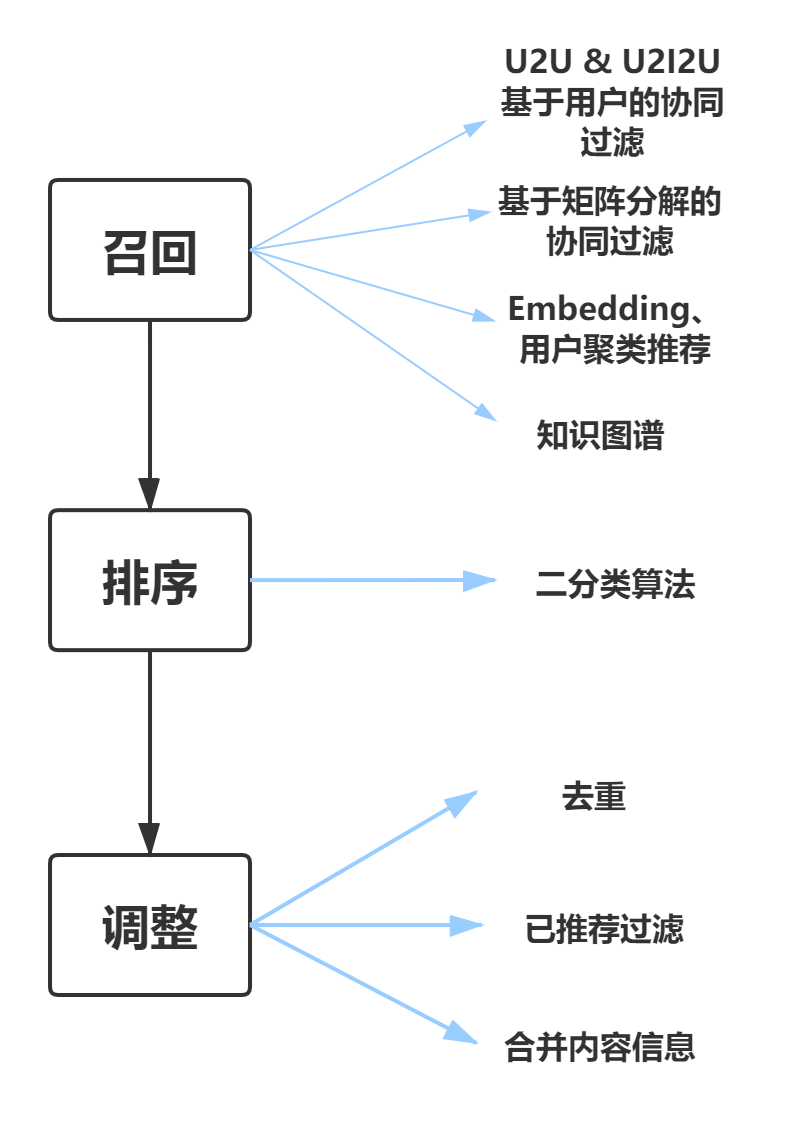 U2U & U2I2U
基于用户的协同
过滤
召回
基于矩阵分解的
协同过滤
Embedding、
用户聚类推荐
知识图谱
排序
二分类算法
去重
调整
已推荐过滤
合并内容信息